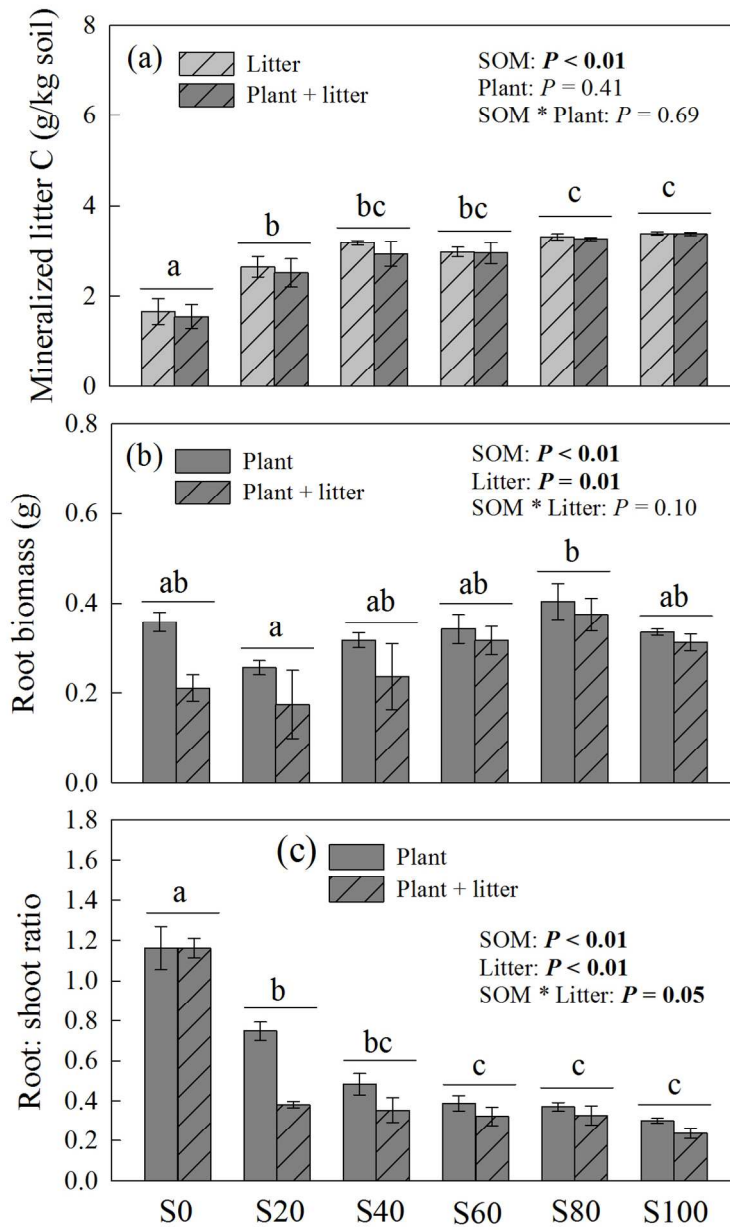 (a)
Litter
Plant + litter
SOM: P < 0.01
Plant: P = 0.41
SOM * Plant: P = 0.69
Mineralized litter C (g/kg soil)
8
6
4
2
0
a
b
bc
bc
c
c
(b)
Plant
Plant + litter
SOM: P < 0.01
Litter: P = 0.01
SOM * Litter: P = 0.10
Root biomass (g)
0.8
0.6
0.4
0.2
0.0
ab
a
ab
ab
b
ab
(c)
Plant
Plant + litter
SOM: P < 0.01
Litter: P < 0.01
SOM * Litter: P = 0.05
Root: shoot ratio
1.8
1.6
1.4
1.2
1.0
0.8
0.6
0.4
0.2
0.0
a
b
bc
c
c
c
S0 S20 S40 S60 S80 S100